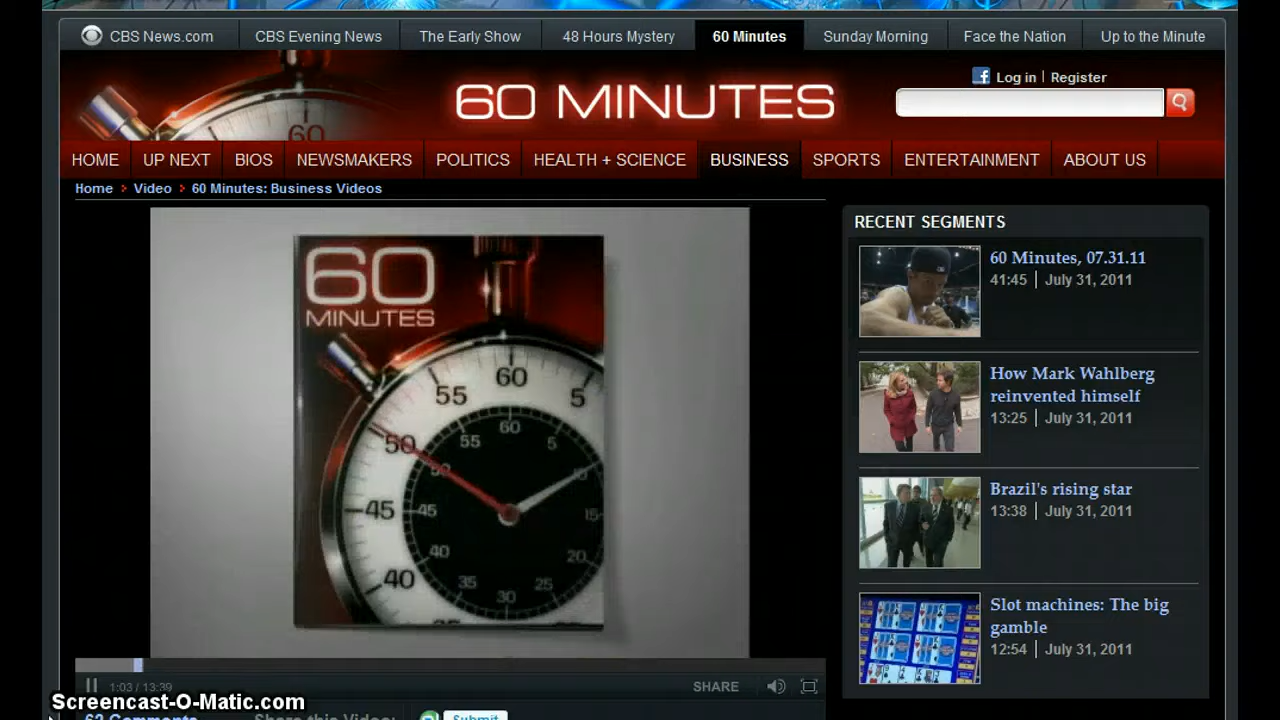 CBS News.com CBS Evening News The Early Show 48 Hours Mystery 60 Minutes Sunday Morning Face the Nation Up to the Minute
60 MINUTES
Log in | Register
60
HOME UP NEXT BIOS NEWSMAKERS POLITICS HEALTH + SCIENCE BUSINESS SPORTS ENTERTAINMENT ABOUT US
Home Video 60 Minutes: Business Videos
60
MINUTES
60
55 5
60
55 5
50
50 10
45 45 15
40 20
40 35 25
30
35
1:03 / 13:39 SHARE
RECENT SEGMENTS
60 Minutes, 07.31.11
41:45 | July 31, 2011
How Mark Wahlberg
reinvented himself
13:25 | July 31, 2011
Brazil's rising star
13:38 | July 31, 2011
Slot machines: The big
gamble
12:54 | July 31, 2011
Screencast-O-Matic.com
62 Comments Share this Video: Submit